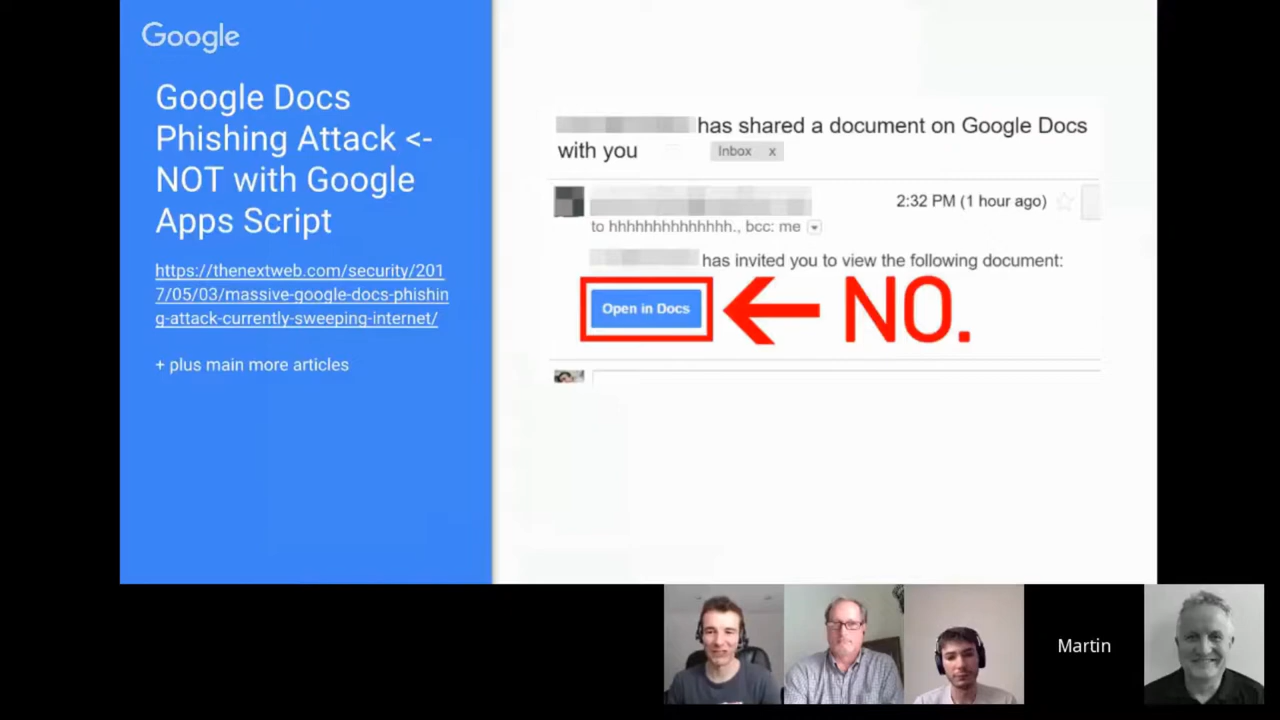 Google
Google Docs
Phishing Attack <-
NOT with Google
Apps Script
https://thenextweb.com/security/201
7/05/03/massive-google-docs-phishin
g-attack-currently-sweeping-internet/
+ plus main more articles
has shared a document on Google Docs
with you
Inbox x
2:32 PM (1 hour ago)
to hhhhhhhhhhhhhh., bcc: me
has invited you to view the following document:
Open in Docs
NO.
Martin